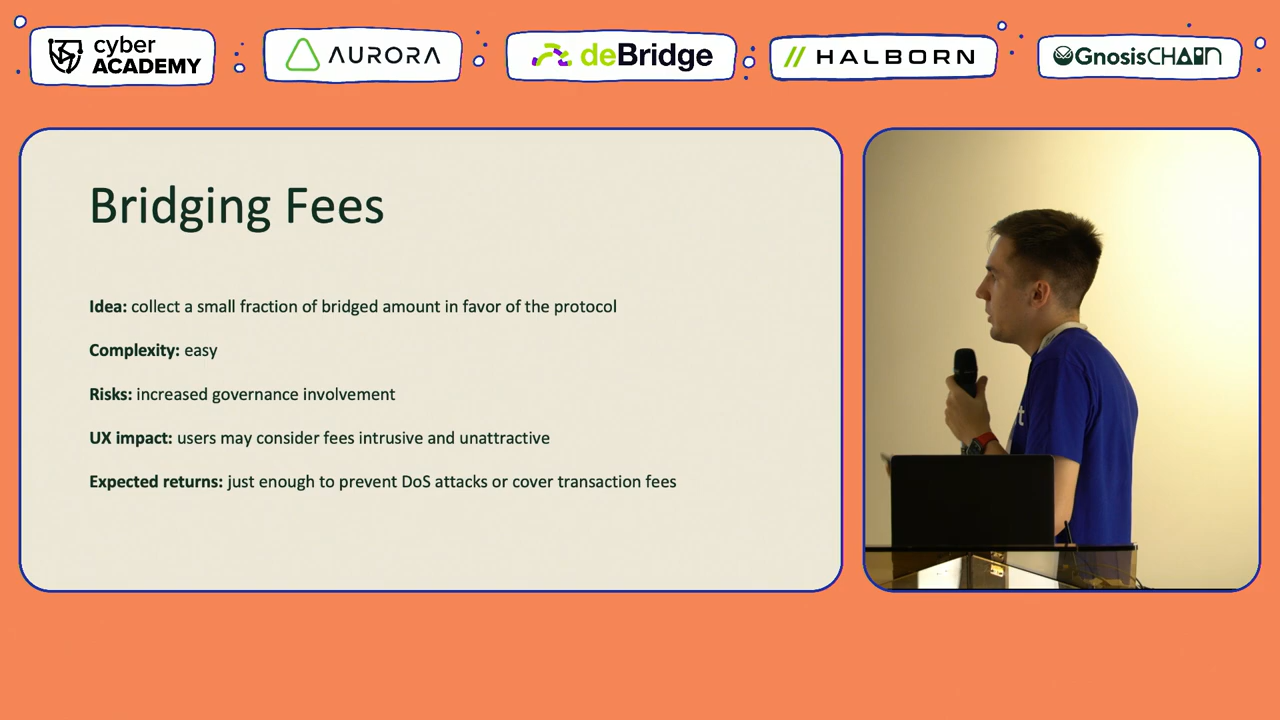 cyber
ACADEMY
AURORA
deBridge
HALBORN
GnosisCHAIN
Bridging Fees
Idea: collect a small fraction of bridged amount in favor of the protocol
Complexity: easy
Risks: increased governance involvement
UX impact: users may consider fees intrusive and unattractive
Expected returns: just enough to prevent DoS attacks or cover transaction fees